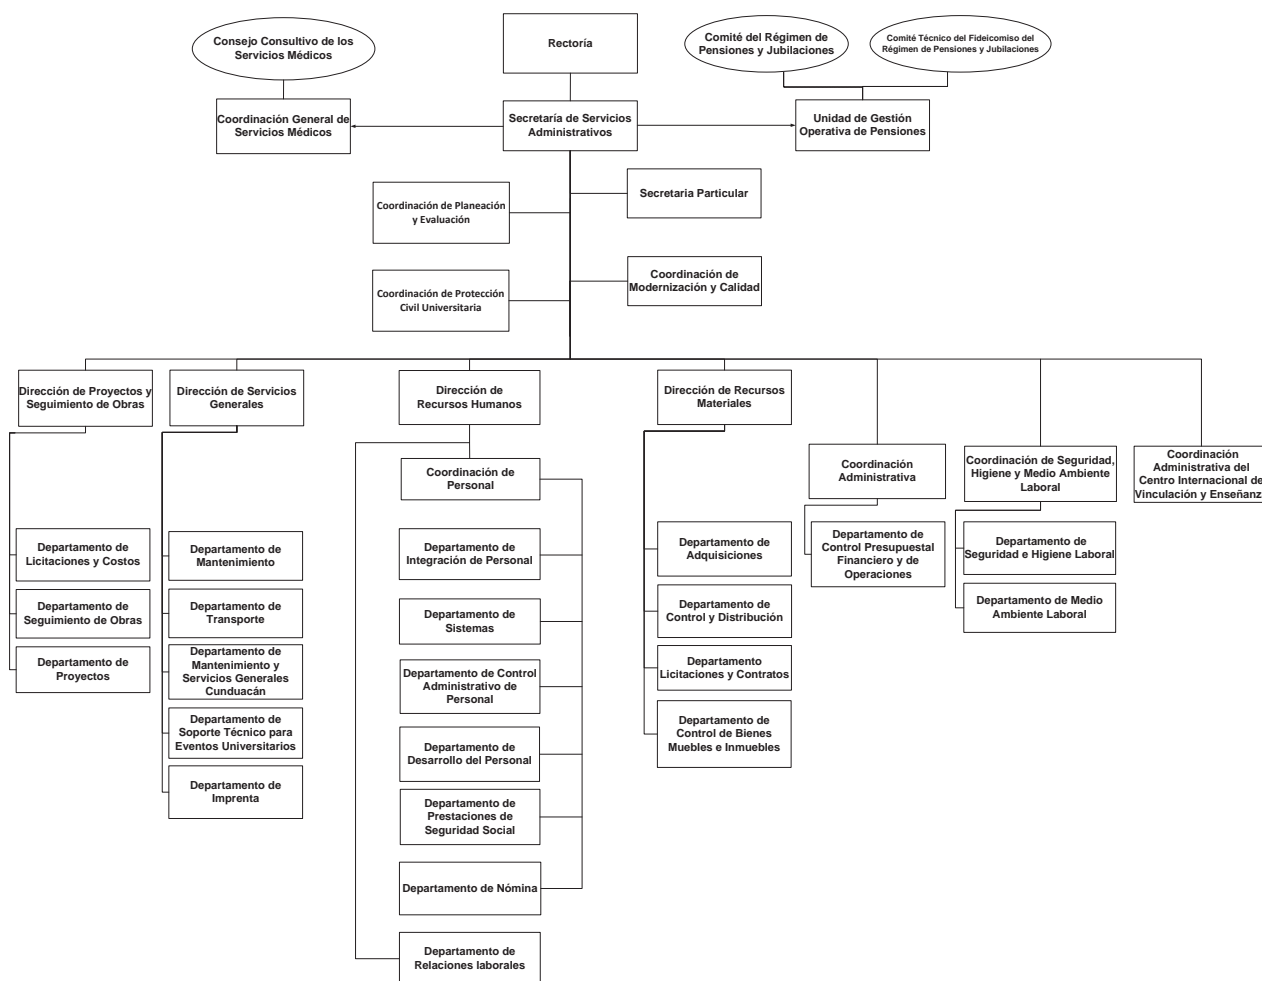 Consejo Consultivo de los
Servicios Médicos
Rectoría
Comité del Régimen de
Pensiones y Jubilaciones
Comité Técnico del Fideicomiso del
Régimen de Pensiones y Jubilaciones
Coordinación General de
Servicios Médicos
Secretaría de Servicios
Administrativos
Unidad de Gestión
Operativa de Pensiones
Coordinación de Planeación
y Evaluación
Secretaria Particular
Coordinación de Protección
Civil Universitaria
Coordinación de
Modernización y Calidad
Dirección de Proyectos y
Seguimiento de Obras
Dirección de Servicios
Generales
Dirección de
Recursos Humanos
Dirección de Recursos
Materiales
Coordinación
Administrativa
Coordinación de Seguridad,
Higiene y Medio Ambiente
Laboral
Coordinación
Administrativa del
Centro Internacional de
Vinculación y Enseñanz
Departamento de
Licitaciones y Costos
Departamento de
Seguimiento de Obras
Departamento de
Proyectos
Departamento de
Mantenimiento
Departamento de
Transporte
Departamento de
Mantenimiento y
Servicios Generales
Cunduacán
Departamento de
Soporte Técnico para
Eventos Universitarios
Departamento de
Imprenta
Coordinación de
Personal
Departamento de
Integración de Personal
Departamento de
Sistemas
Departamento de Control
Administrativo de
Personal
Departamento de
Desarrollo del Personal
Departamento de
Prestaciones de
Seguridad Social
Departamento de Nómina
Departamento de
Relaciones laborales
Departamento de
Adquisiciones
Departamento de
Control y Distribución
Departamento
Licitaciones y Contratos
Departamento de
Control de Bienes
Muebles e Inmuebles
Departamento de
Control Presupuestal
Financiero y de
Operaciones
Departamento de
Seguridad e Higiene Laboral
Departamento de Medio
Ambiente Laboral